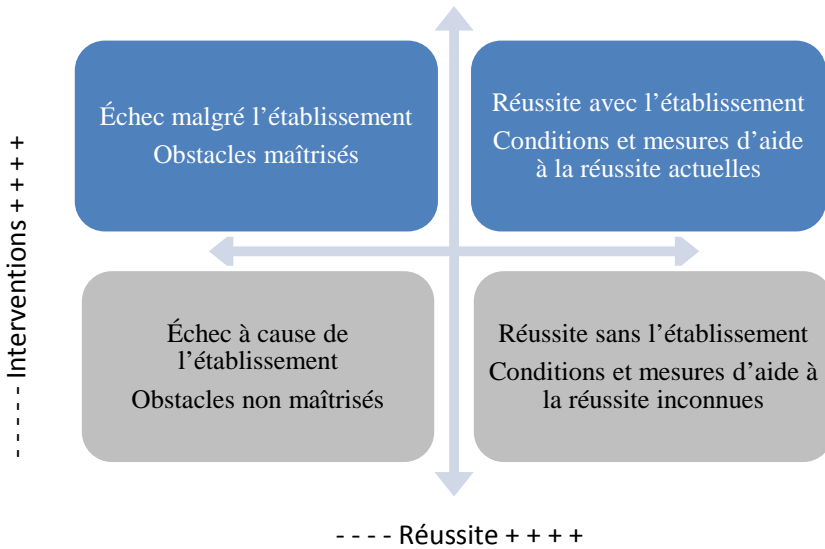 Échec malgré l’établissement
Obstacles maîtrisés
Réussite avec l’établissement
Conditions et mesures d’aide
à la réussite actuelles
- - - - - Interventions + + + +
Échec à cause de
l’établissement
Obstacles non maîtrisés
Réussite sans l’établissement
Conditions et mesures d’aide à
la réussite inconnues
- - - - Réussite + + + +